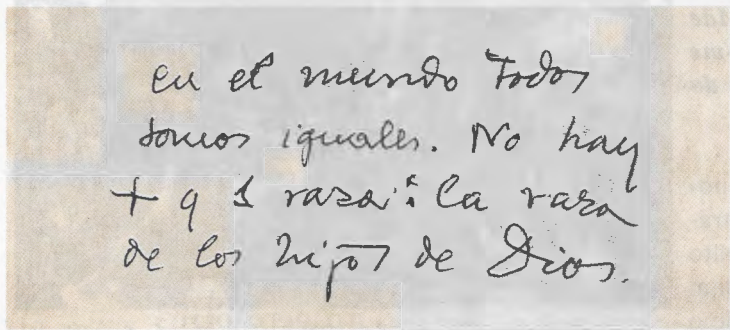 en el mundo todos
somos iguales. No hay
+ q 1 raza: la raza
de los hijos de Dios.